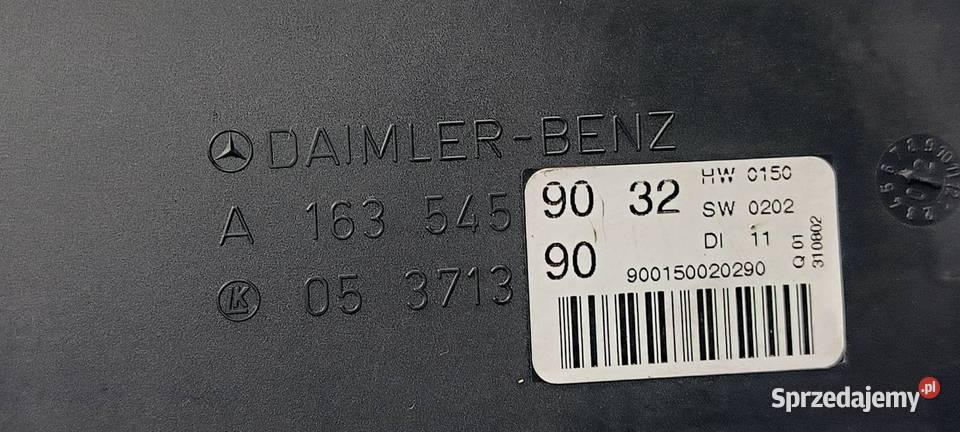 DAIMLER-BENZ
A 163 545 90 32
LK 05 3713 90
HW 0150
SW 0202
DI 11
900150020290
Q 01
310802
Sprzedajemy.pl